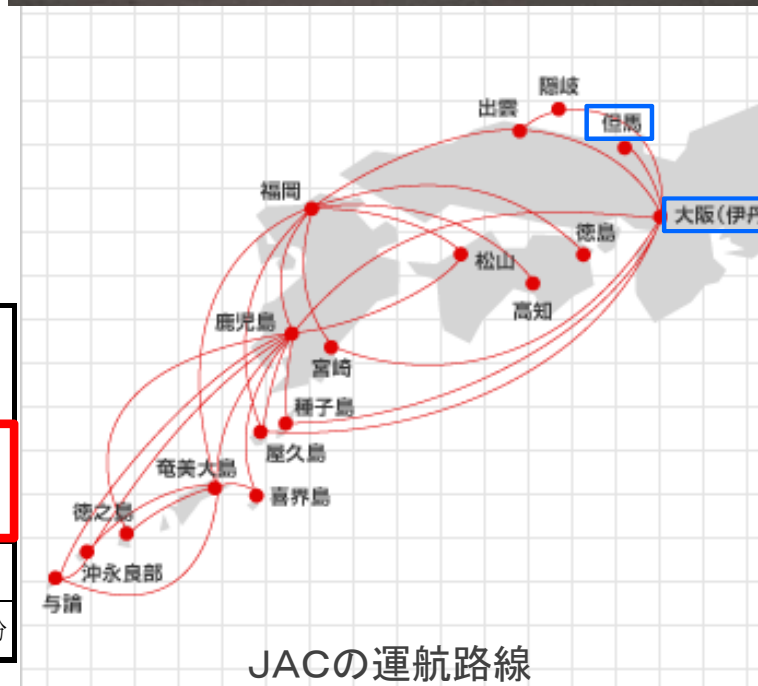 隠岐
出雲
但馬
福岡
大阪(伊丹
徳島
松山
高知
鹿児島
宮崎
種子島
屋久島
奄美大島
喜界島
徳之島
沖永良部
与論
分
JACの運航路線